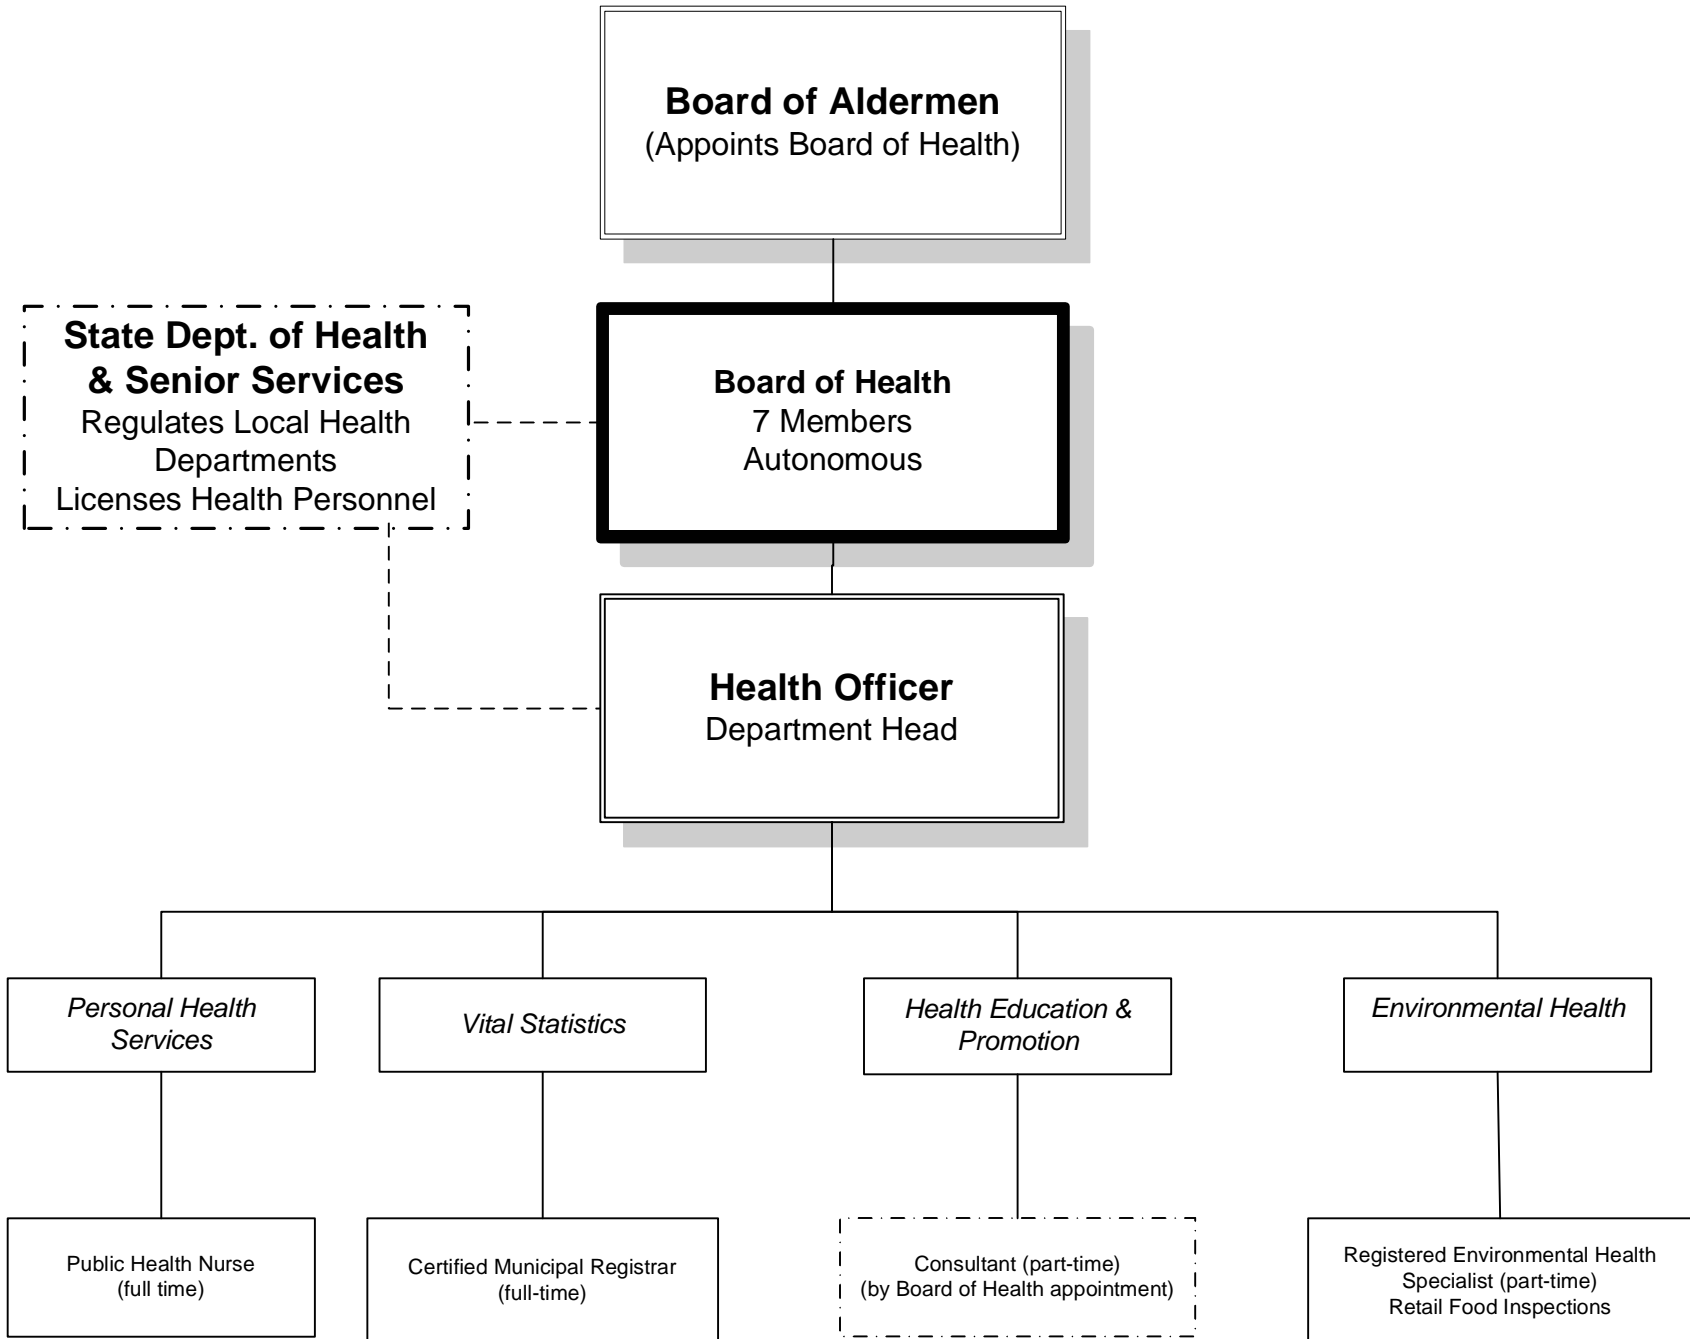 Board of Aldermen
(Appoints Board of Health)
State Dept. of Health
& Senior Services
Regulates Local Health
Departments
Licenses Health Personnel
Board of Health
7 Members
Autonomous
Health Officer
Department Head
Personal Health
Services
Vital Statistics
Health Education &
Promotion
Environmental Health
Public Health Nurse
(full time)
Certified Municipal Registrar
(full-time)
Consultant (part-time)
(by Board of Health appointment)
Registered Environmental Health
Specialist (part-time)
Retail Food Inspections